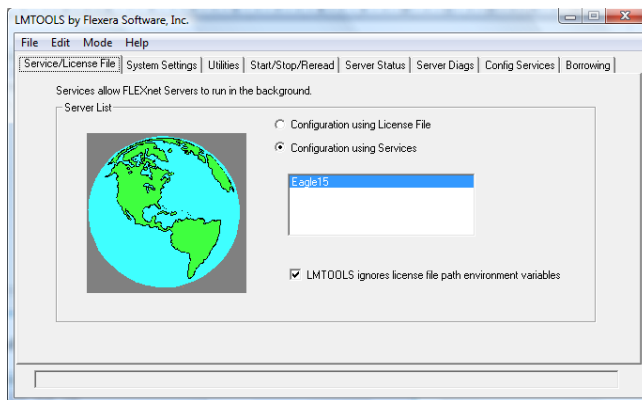 LMTOOLS by Flexera Software, Inc.
File Edit Mode Help
Service/License File System Settings Utilities Start/Stop/Reread Server Status Server Diags Config Services Borrowing
Services allow FLEXnet Servers to run in the background.
Server List
Configuration using License File
Configuration using Services
Eagle15
LMTOOLS ignores license file path environment variables